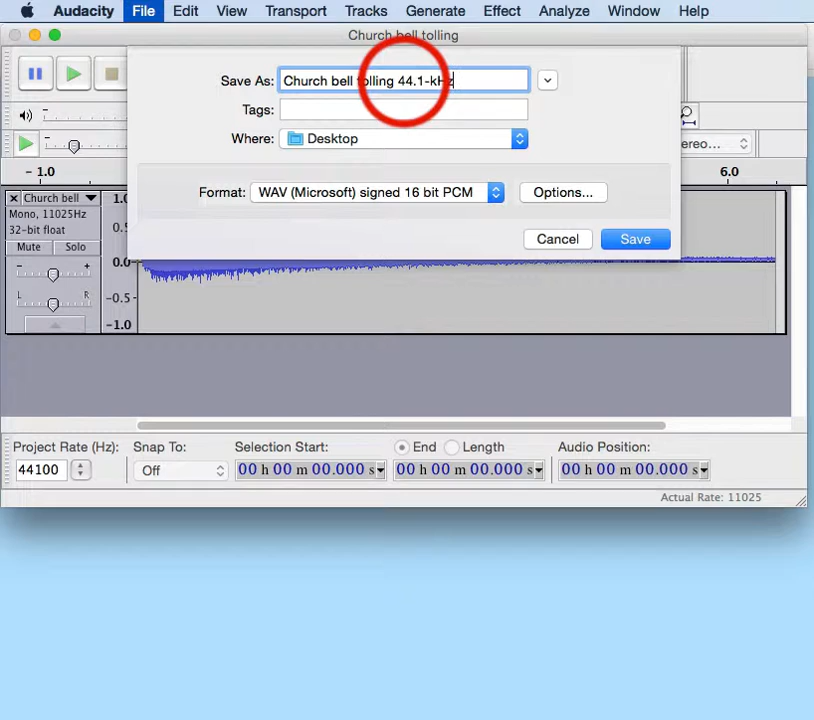 Audacity File Edit View Transport Tracks Generate Effect Analyze Window Help
Church bell tolling
Save As: Church bell tolling 44.1-kHz
Tags:
Where: Desktop
ereo...
- 1.0 6.0
Format: WAV (Microsoft) signed 16 bit PCM Options...
Church bell 1.0
Mono, 11025Hz
32-bit float 0.5
Mute Solo
Cancel Save
- + 0.0
L R -0.5
-1.0
Project Rate (Hz): Snap To: Selection Start: End Length Audio Position:
44100 Off 00 h 00 m 00.000 s 00 h 00 m 00.000 s 00 h 00 m 00.000 s
Actual Rate: 11025